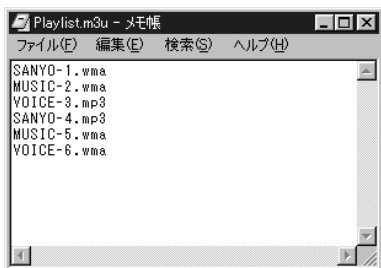 Playlist.m3u - メモ帳
ファイル(F) 編集(E) 検索(S) ヘルプ(H)
SANYO-1.wma
MUSIC-2.wma
VOICE-3.mp3
SANYO-4.mp3
MUSIC-5.wma
VOICE-6.wma